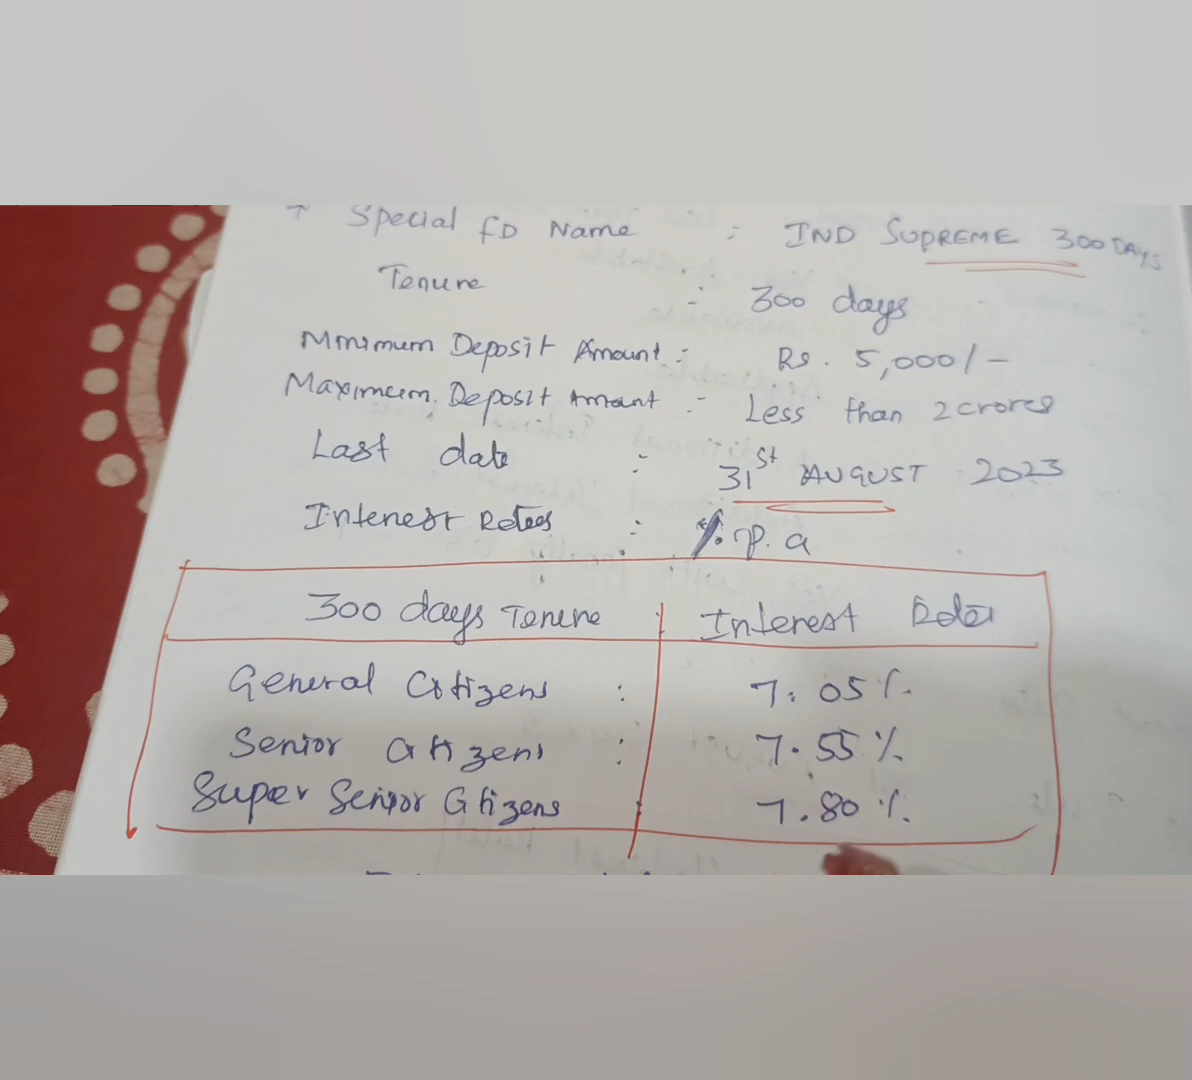 * Special FD Name : IND SUPREME 300 DAYS
Tenure : 300 days
Minimum Deposit Amount :- Rs. 5,000/-
Maximum Deposit Amount :- Less than 2 crores
Last date : 31st AUGUST 2023
Interest Rates : % p.a
300 days Tenure : Interest Rates
General Citizens : 7.05%
Senior Citizens : 7.55%
Super Senior Citizens : 7.80%